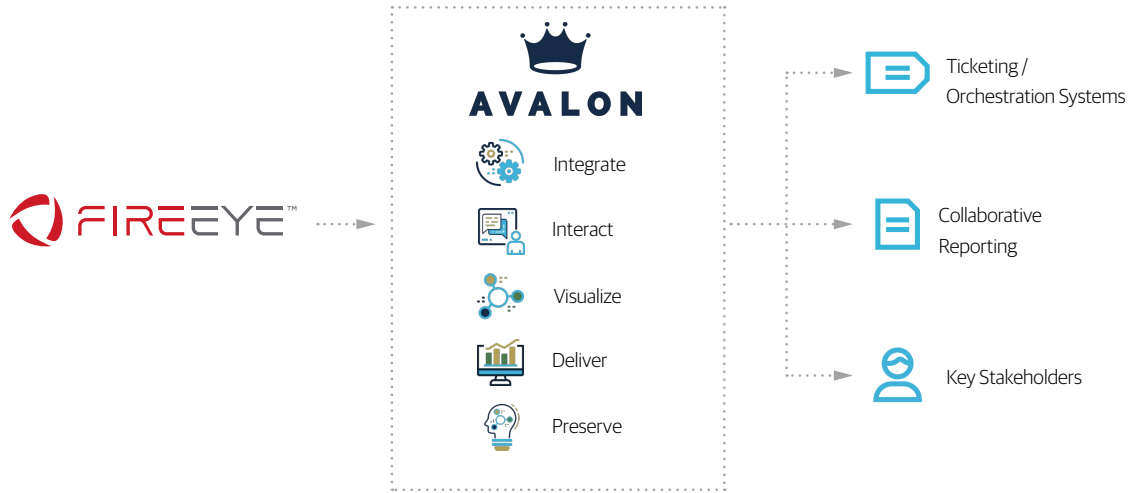 FIREEYE™
AVALON
Integrate
Interact
Visualize
Deliver
Preserve
Ticketing /
Orchestration Systems
Collaborative
Reporting
Key Stakeholders